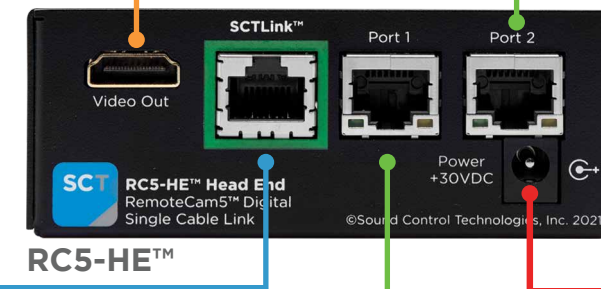 SCTLink™
Port 1
Port 2
Video Out
Power
+30VDC
SCT
RC5-HE™ Head End
RemoteCam5™ Digital
Single Cable Link
©Sound Control Technologies, Inc. 2021
RC5-HE™